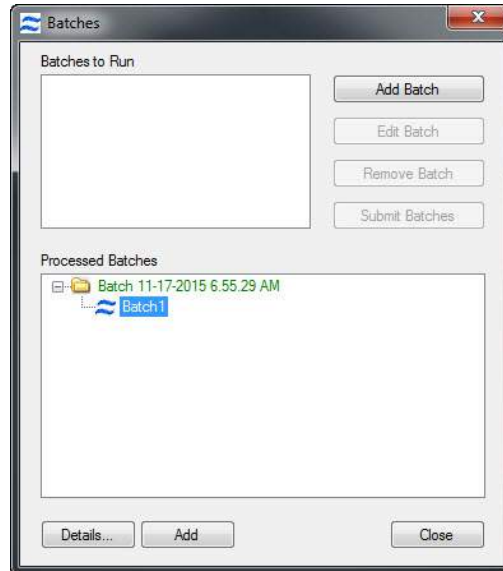 Batches
Batches to Run
Add Batch
Edit Batch
Remove Batch
Submit Batches
Processed Batches
Batch 11-17-2015 6.55.29 AM
Batch1
Details...
Add
Close